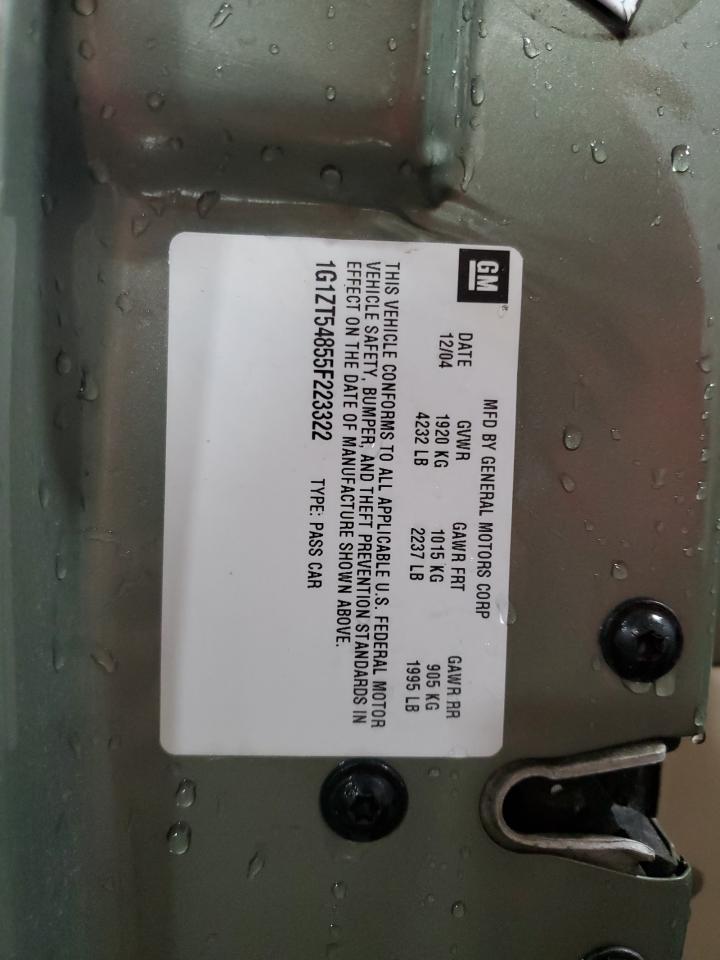 GM
MFD BY GENERAL MOTORS CORP
DATE GVWR GAWR FRT GAWR RR
12/04 1920 KG 1015 KG 905 KG
4232 LB 2237 LB 1995 LB
THIS VEHICLE CONFORMS TO ALL APPLICABLE U.S. FEDERAL MOTOR
VEHICLE SAFETY, BUMPER, AND THEFT PREVENTION STANDARDS IN
EFFECT ON THE DATE OF MANUFACTURE SHOWN ABOVE.
1G1ZT54855F223322 TYPE: PASS CAR